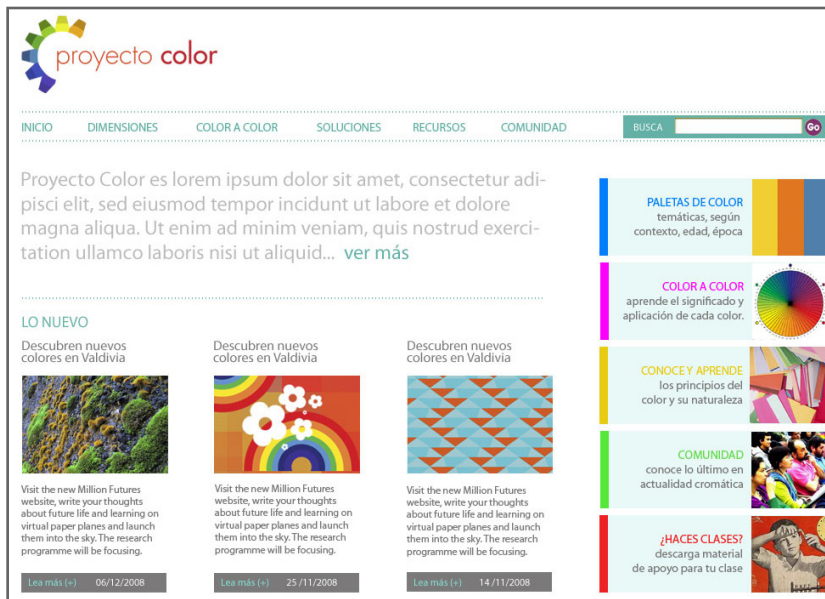 proyecto color
INICIO DIMENSIONES COLOR A COLOR SOLUCIONES RECURSOS COMUNIDAD BUSCA Go
Proyecto Color es lorem ipsum dolor sit amet, consectetur adi-
pisci elit, sed eiusmod tempor incidunt ut labore et dolore
magna aliqua. Ut enim ad minim veniam, quis nostrud exerci-
tation ullamco laboris nisi ut aliquid... ver más
LO NUEVO
Descubren nuevos
colores en Valdivia
Visit the new Million Futures
website, write your thoughts
about future life and learning on
virtual paper planes and launch
them into the sky. The research
programme will be focusing.
Lea más (+) 06/12/2008
Descubren nuevos
colores en Valdivia
Visit the new Million Futures
website, write your thoughts
about future life and learning on
virtual paper planes and launch
them into the sky. The research
programme will be focusing.
Lea más (+) 25 /11/2008
Descubren nuevos
colores en Valdivia
Visit the new Million Futures
website, write your thoughts
about future life and learning on
virtual paper planes and launch
them into the sky. The research
programme will be focusing.
Lea más (+) 14 /11/2008
PALETAS DE COLOR
temáticas, según
contexto, edad, época
COLOR A COLOR
aprende el significado y
aplicación de cada color.
CONOCE Y APRENDE
los principios del
color y su naturaleza
COMUNIDAD
conoce lo último en
actualidad cromática
¿HACES CLASES?
descarga material
de apoyo para tu clase